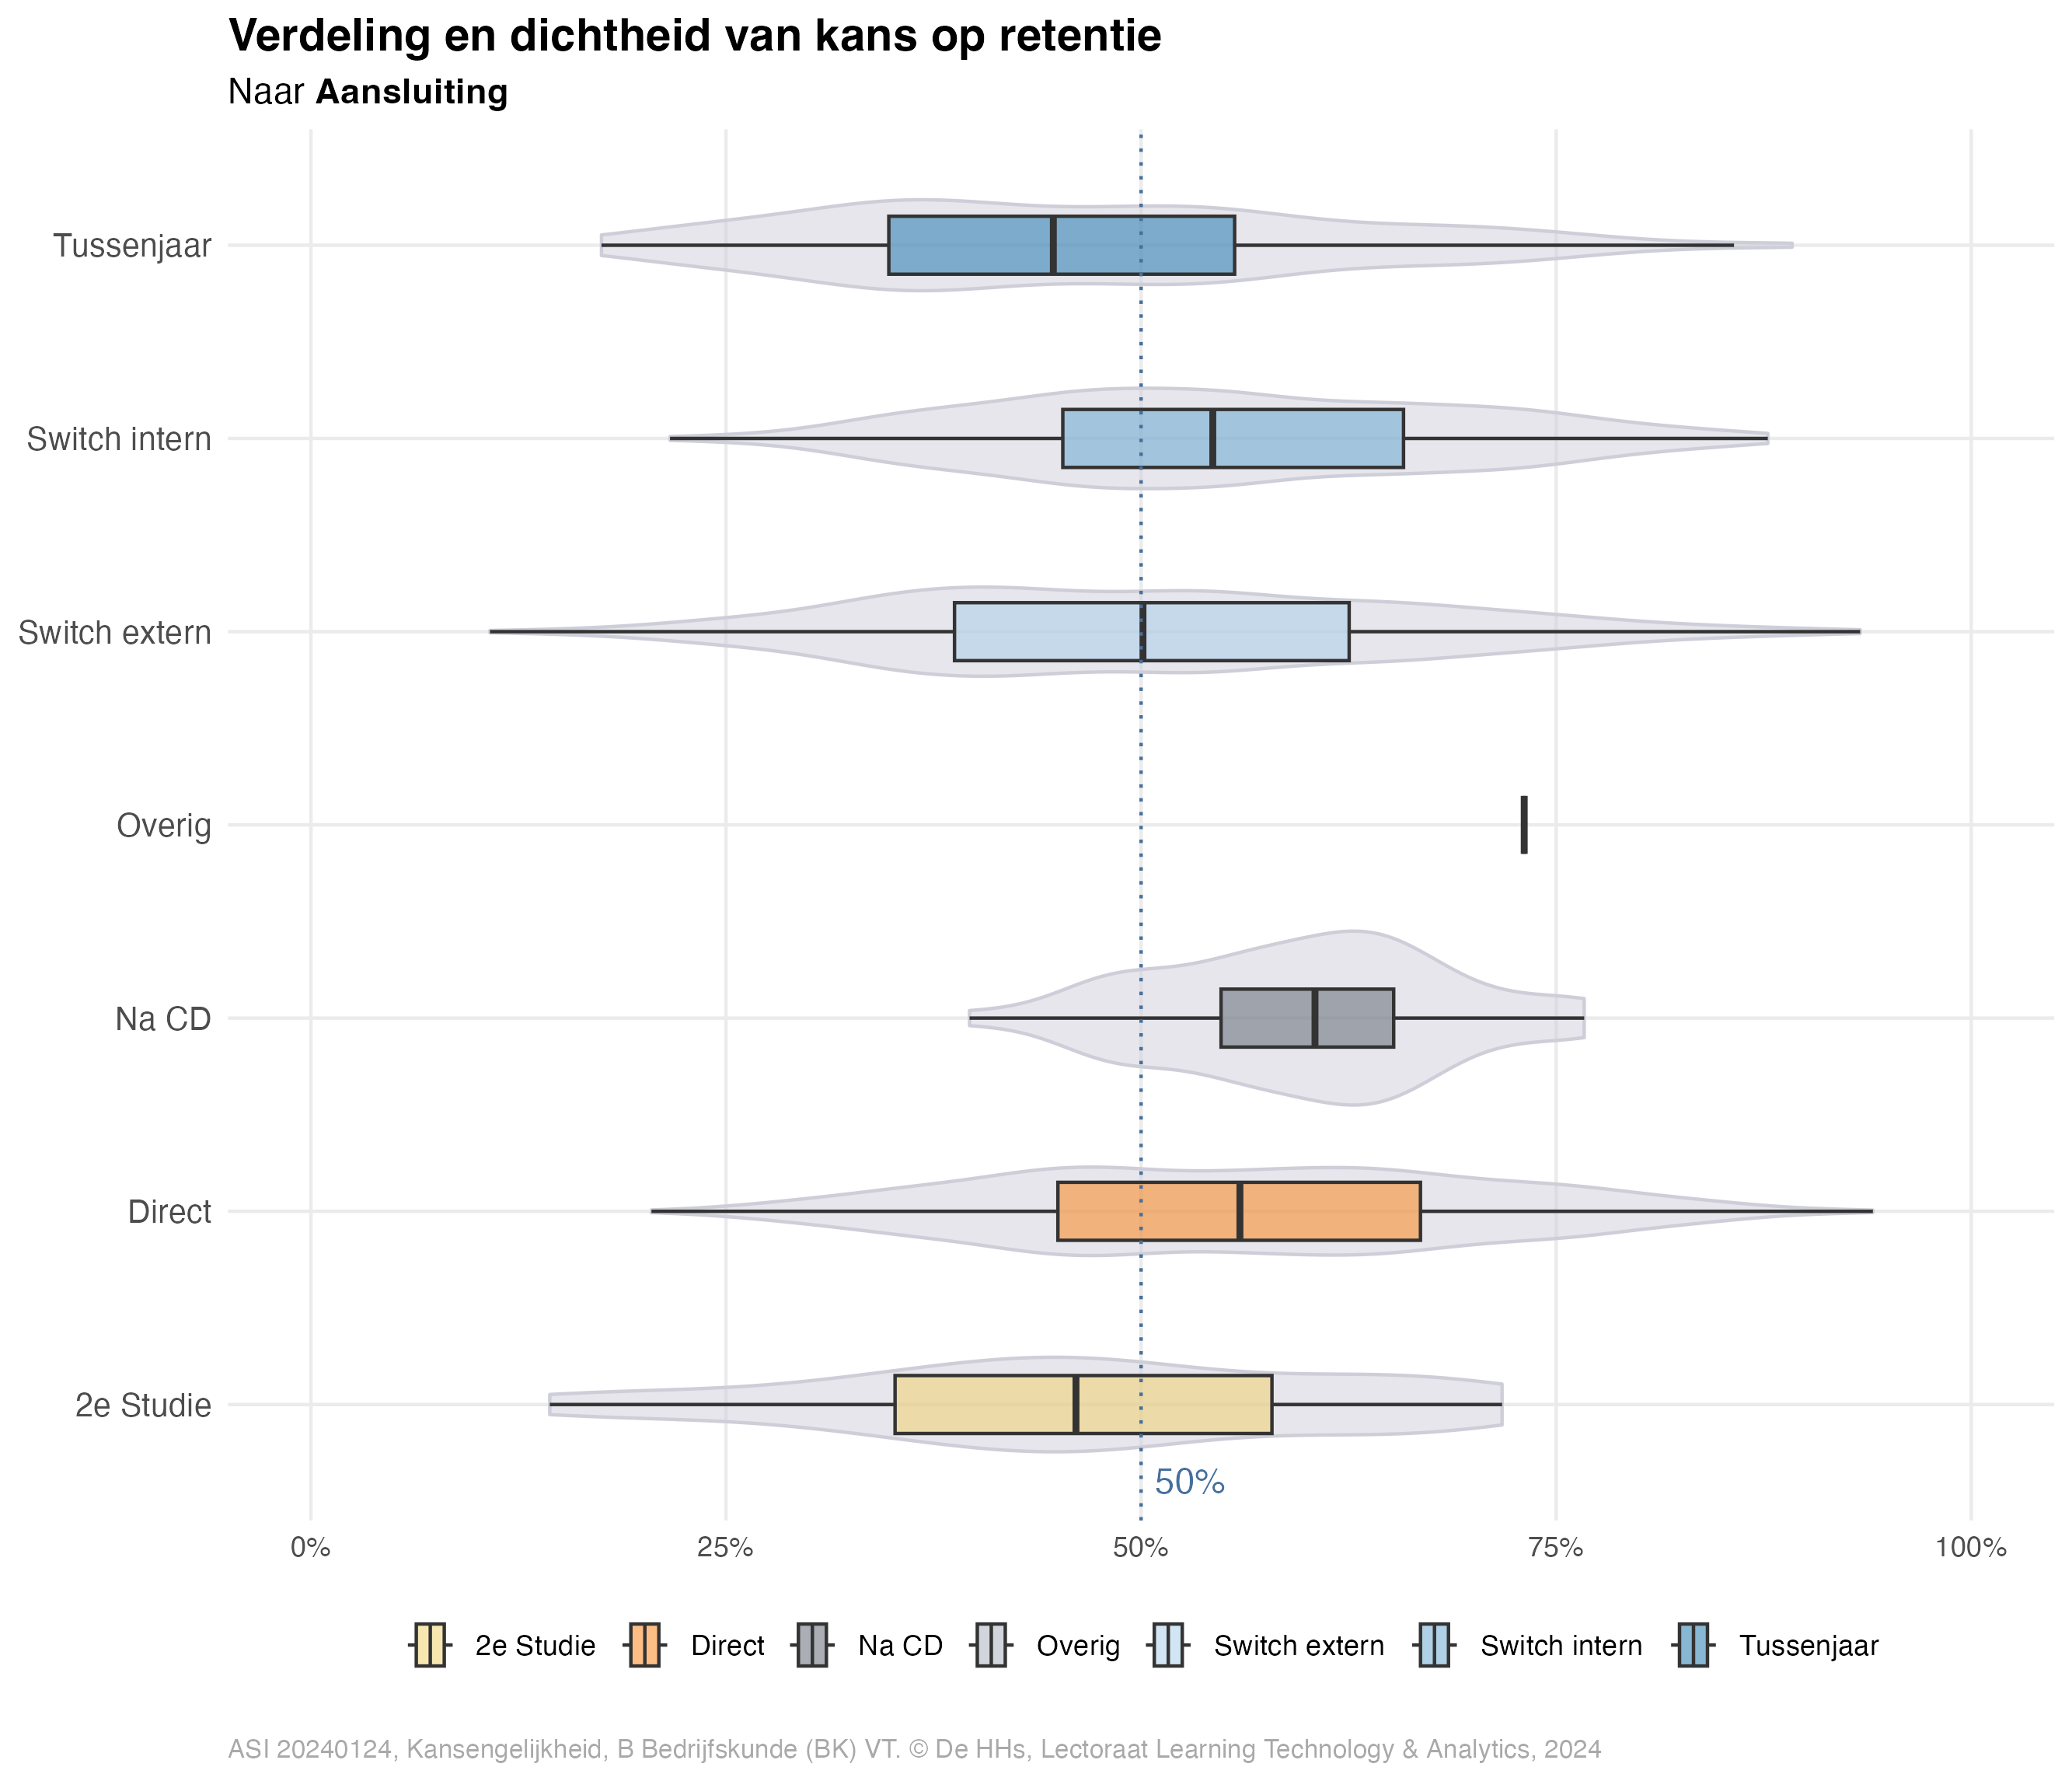 Verdeling en dichtheid van kans op retentie
Naar Aansluiting
Tussenjaar
Switch intern
Switch extern
Overig
Na CD
Direct
2e Studie
50%
0% 25% 50% 75% 100%
2e Studie Direct Na CD Overig Switch extern Switch intern Tussenjaar
ASI 20240124, Kansengelijkheid, B Bedrijfskunde (BK) VT. © De HHs, Lectoraat Learning Technology & Analytics, 2024